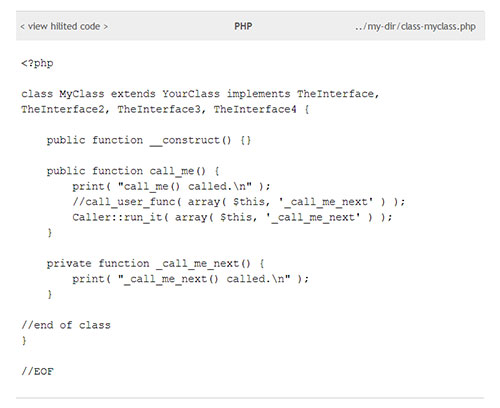 < view hilited code > PHP ../my-dir/class-myclass.php
<?php
class MyClass extends YourClass implements TheInterface,
TheInterface2, TheInterface3, TheInterface4 {
    public function __construct() {}
    public function call_me() {
        print( "call_me() called.\n" );
        //call_user_func( array( $this, '_call_me_next' ) );
        Caller::run_it( array( $this, '_call_me_next' ) );
    }
    private function _call_me_next() {
        print( "_call_me_next() called.\n" );
    }
//end of class
}
//EOF